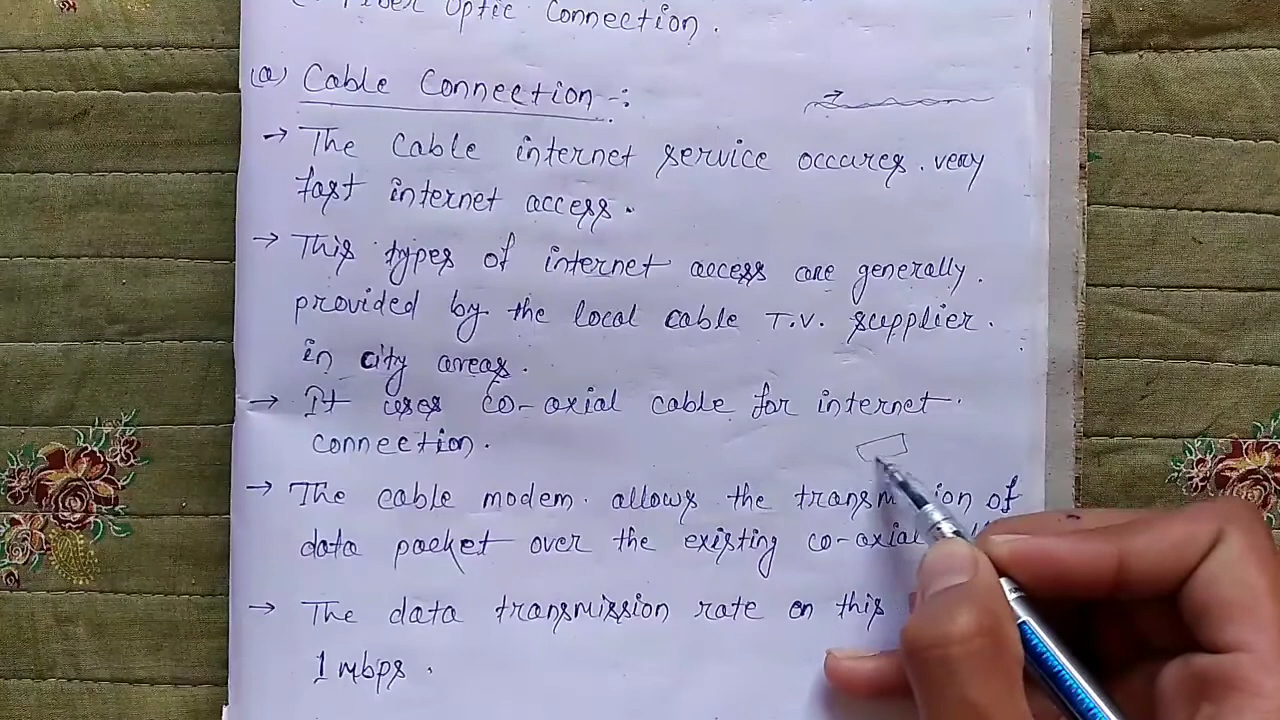 Fiber Optic Connection.
(a) Cable Connection -:
→ The cable internet service occures. very
fast internet access.
→ This types of internet access are generally.
provided by the local cable T.V. supplier.
in city areas.
→ It uses co-axial cable for internet.
connection.
→ The cable modem. allows the of
data packet over the existing co-axial
→ The data transmission rate on this
1 mbps.